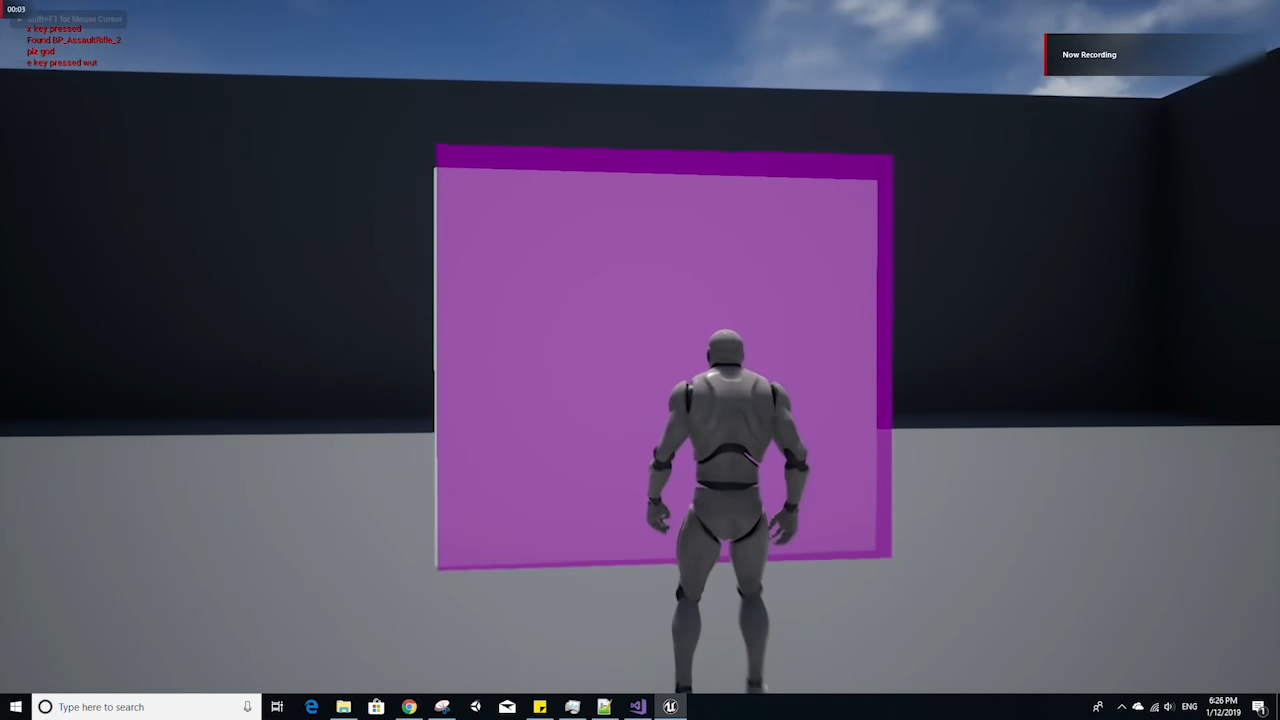 00:03
Shift+F1 for Mouse Cursor
x key pressed
Found BP_AssaultRifle_2
plz god
e key pressed wut
Now Recording
Type here to search
ENG
6:26 PM
1/12/2019